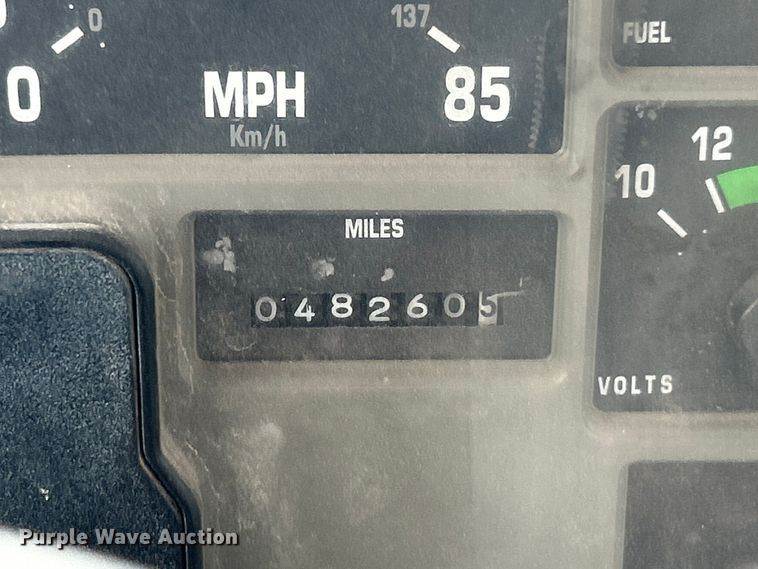 0 137
FUEL
0 MPH 85
Km/h
12
10
MILES
0482605
VOLTS
Purple Wave Auction